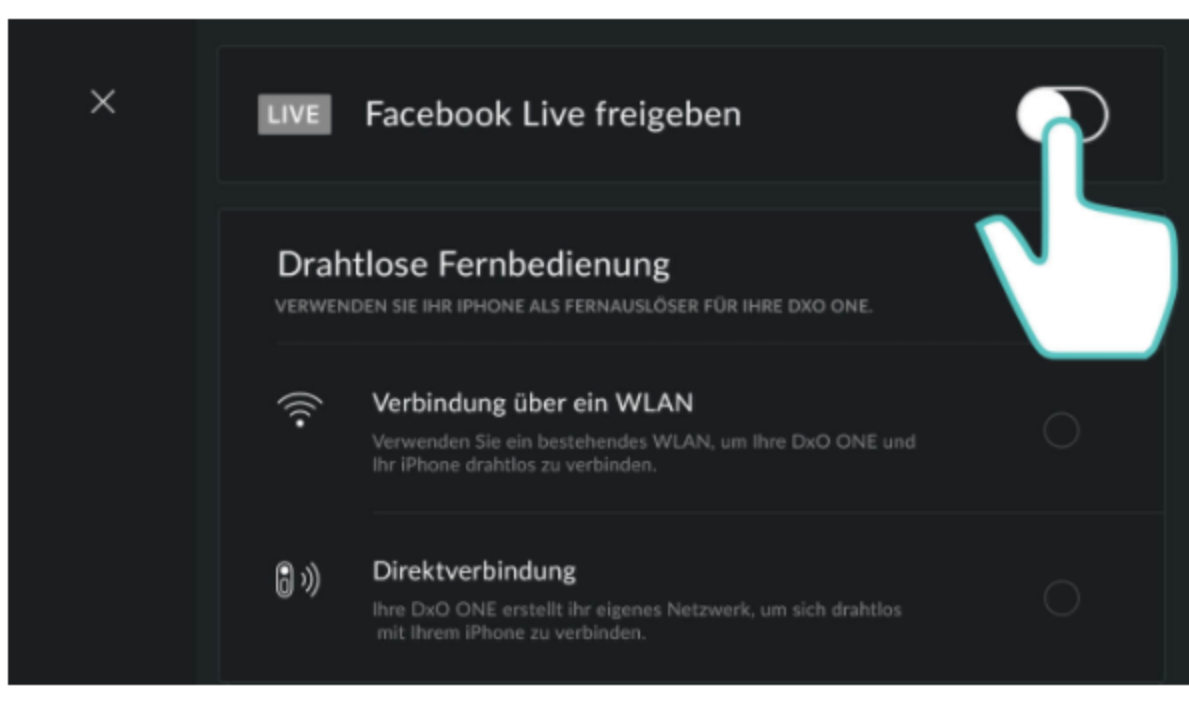 LIVE Facebook Live freigeben
Drahtlose Fernbedienung
VERWENDEN SIE IHR IPHONE ALS FERNAUSLÖSER FÜR IHRE DXO ONE.
Verbindung über ein WLAN
Verwenden Sie ein bestehendes WLAN, um Ihre DxO ONE und
Ihr iPhone drahtlos zu verbinden.
Direktverbindung
Ihre DxO ONE erstellt ihr eigenes Netzwerk, um sich drahtlos
mit Ihrem iPhone zu verbinden.